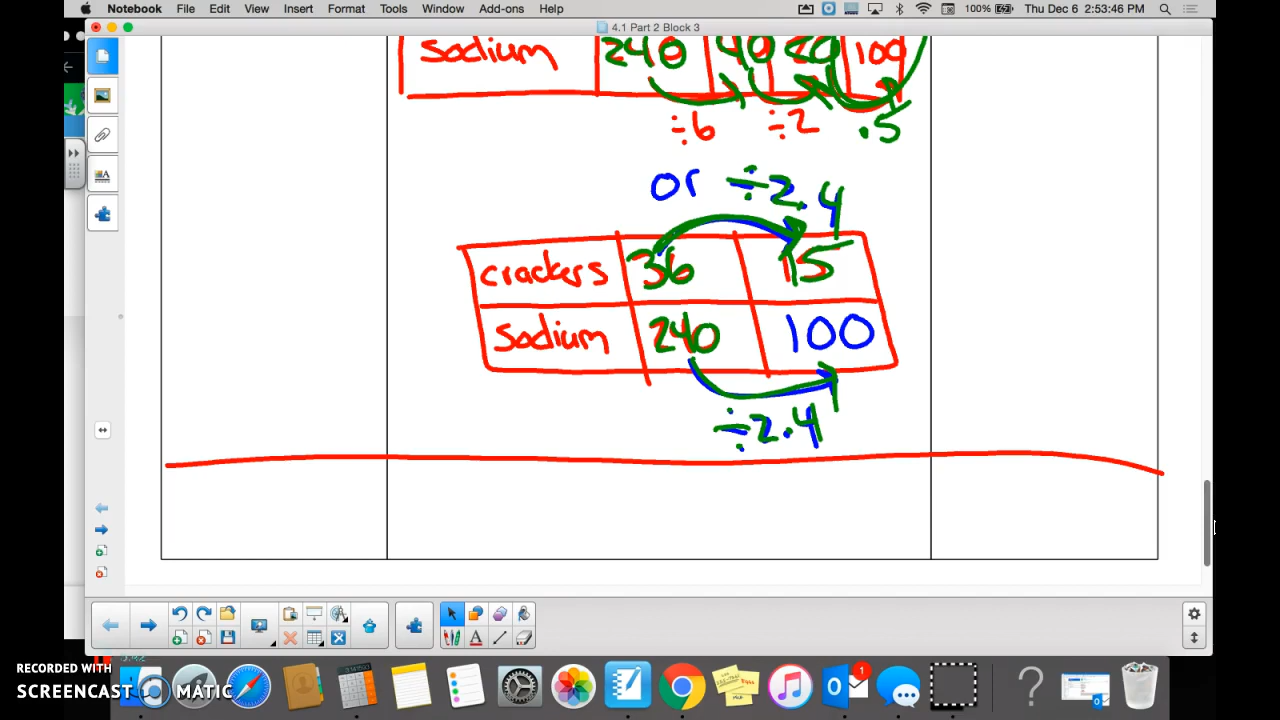 Notebook File Edit View Insert Format Tools Window Add-ons Help 100% Thu Dec 6 2:53:46 PM
4.1 Part 2 Block 3
Sodium 240 40 20 100
÷6 ÷2 .5
or ÷2.4
crackers 36 15
Sodium 240 100
÷2.4
1
RECORDED WITH
SCREENCAST MATIC